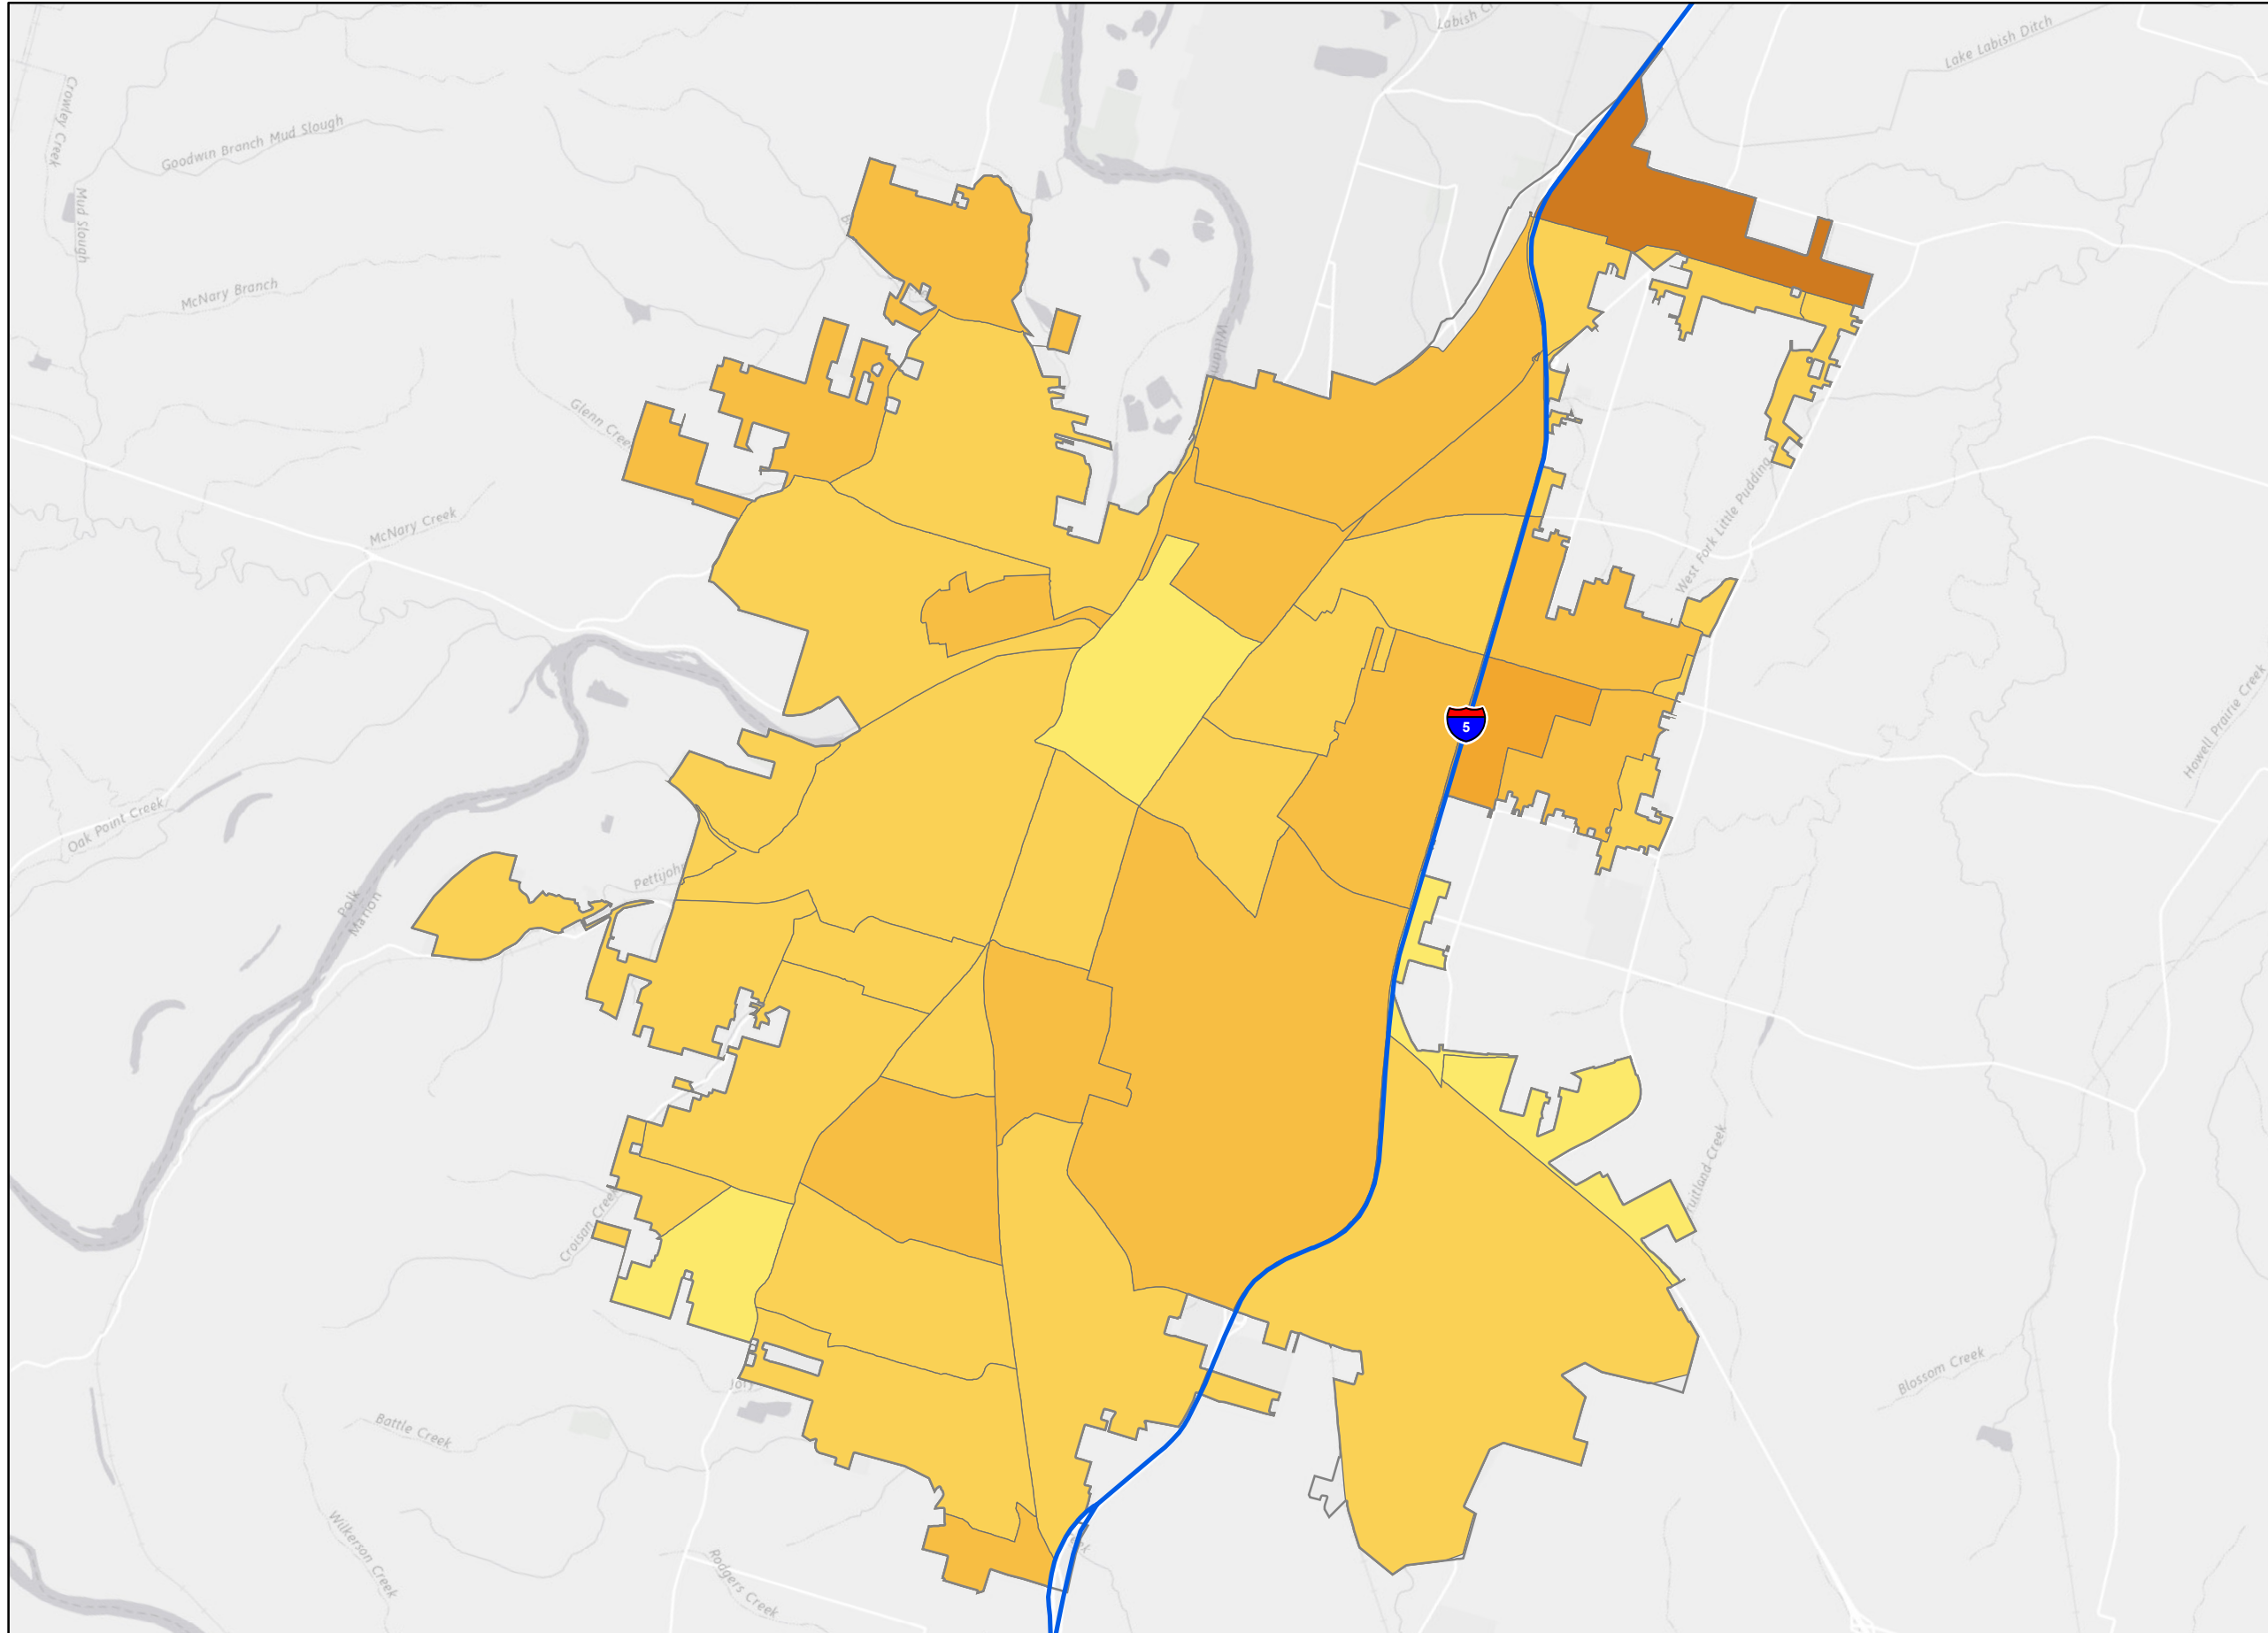 Labish
Lake Labish Ditch
Crowley Creek
Goodwin Branch Mud Slough
Mud Slough
McNary Branch
Glenn Creek
McNary Creek
West Fork Little Pudding
Howell Prairie Creek
5
Oak Point Creek
Pettijohn
Polk
Marion
Croisan Creek
Battle Creek
Blossom Creek
Wilkerson Creek
Rodgers Creek